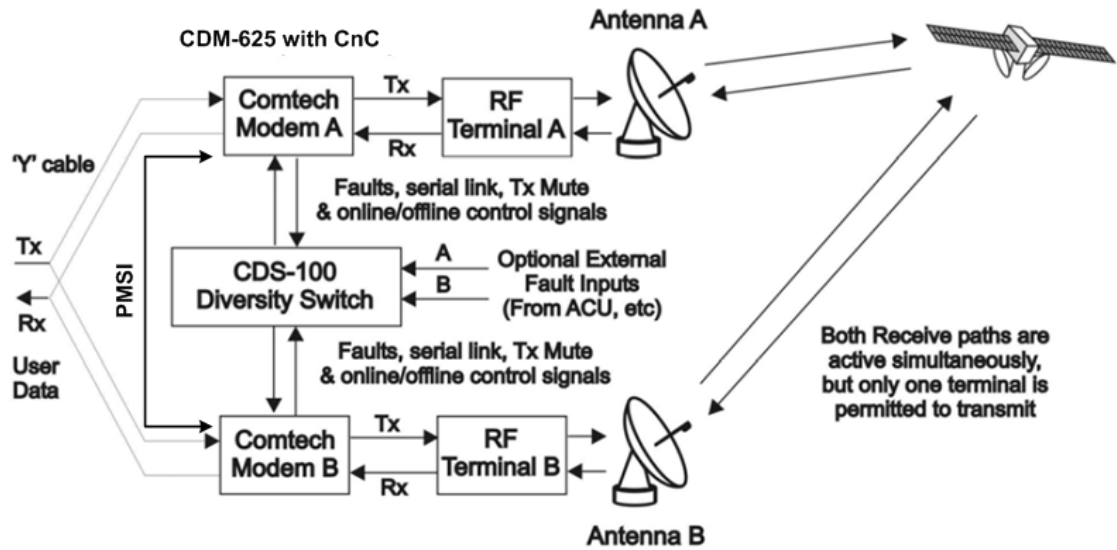 CDM-625 with CnC
Antenna A
Comtech
Modem A
Tx
Rx
RF
Terminal A
'Y' cable
Faults, serial link, Tx Mute
& online/offline control signals
Tx
Rx
User
Data
PMSI
CDS-100
Diversity Switch
A
B
Optional External
Fault Inputs
(From ACU, etc)
Faults, serial link, Tx Mute
& online/offline control signals
Both Receive paths are
active simultaneously,
but only one terminal is
permitted to transmit
Comtech
Modem B
Tx
Rx
RF
Terminal B
Antenna B